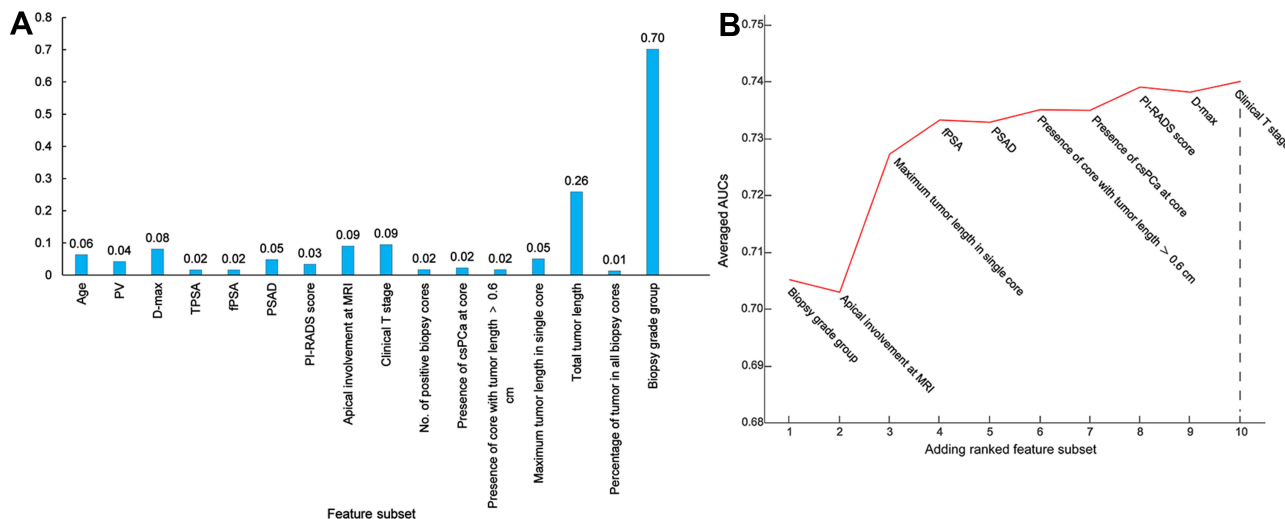 A
0.8
0.7
0.6
0.5
0.4
0.3
0.2
0.1
0
0.06
0.04
0.08
0.02
0.02
0.05
0.03
0.09
0.09
0.02
0.02
0.02
0.05
0.26
0.01
0.70
Age
PV
D-max
TPSA
fPSA
PSAD
PI-RADS score
Apical involvement at MRI
Clinical T stage
No. of positive biopsy cores
Presence of csPCa at core
Presence of core with tumor length > 0.6
cm
Maximum tumor length in single core
Total tumor length
Percentage of tumor in all biopsy cores
Biopsy grade group
Feature subset
B
Averaged AUCs
0.75
0.74
0.73
0.72
0.71
0.70
0.69
0.68
Biopsy grade group
Apical involvement at MRI
Maximum tumor length in single core
fPSA
PSAD
Presence of core with tumor length > 0.6 cm
Presence of csPCa at core
PI-RADS score
D-max
Clinical T stage
1 2 3 4 5 6 7 8 9 10
Adding ranked feature subset